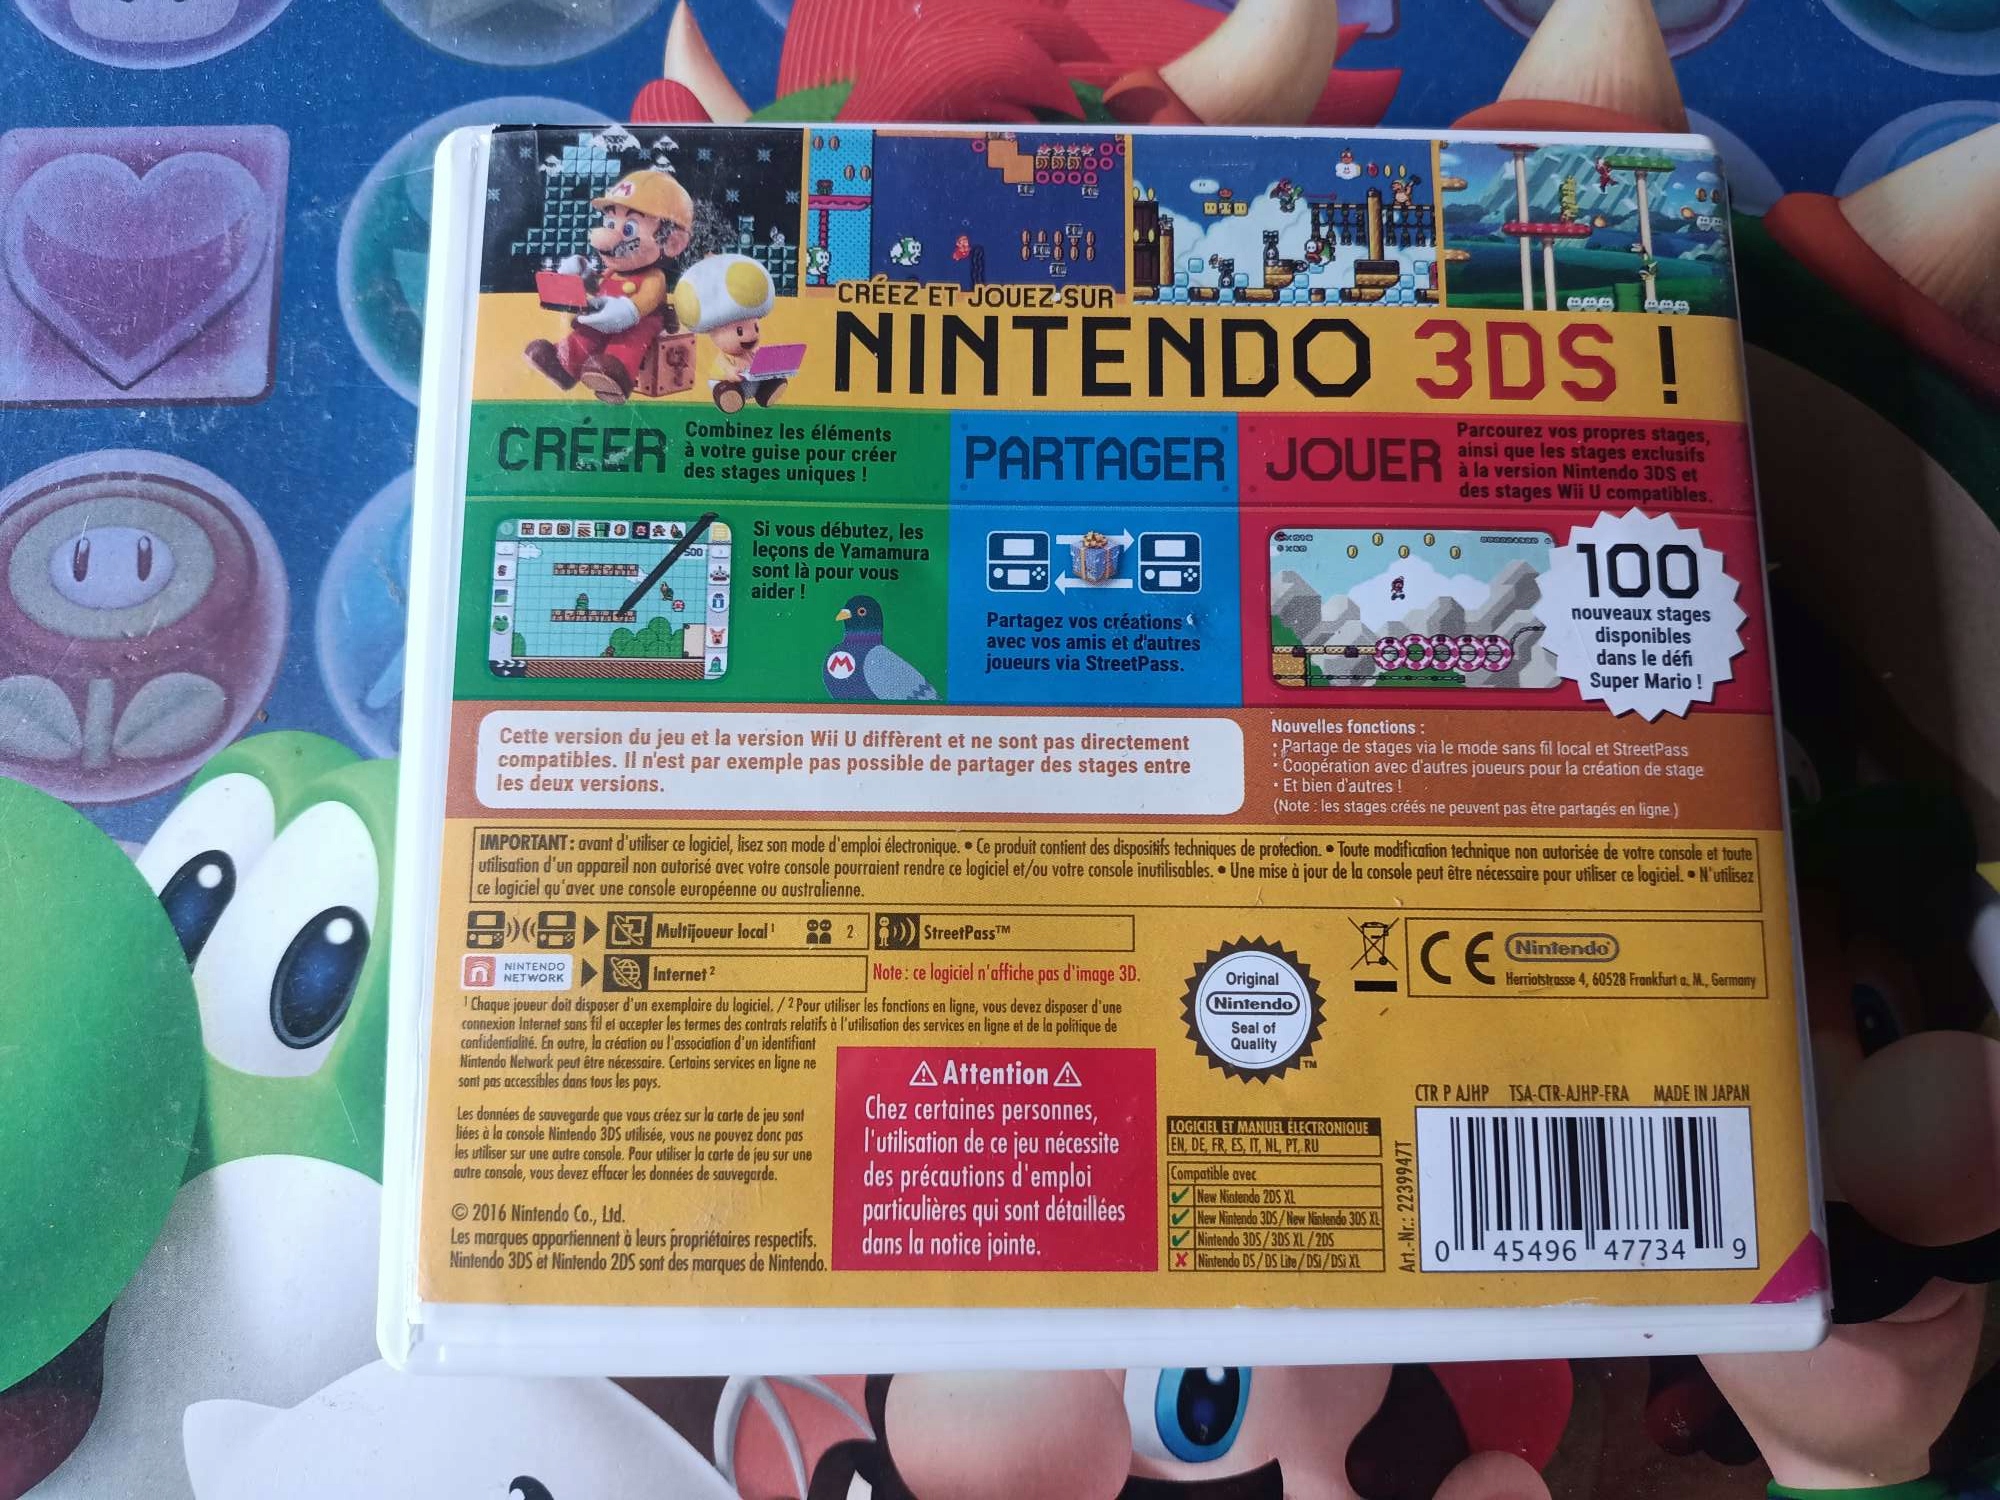 CRÉEZ ET JOUEZ SUR
NINTENDO 3DS !
CRÉER
Combinez les éléments
à votre guise pour créer
des stages uniques !
Si vous débutez, les
leçons de Yamamura
sont là pour vous
aider !
PARTAGER
Partagez vos créations
avec vos amis et d'autres
joueurs via StreetPass.
JOUER
Parcourez vos propres stages,
ainsi que les stages exclusifs
à la version Nintendo 3DS et
des stages Wii U compatibles.
100
nouveaux stages
disponibles
dans le défi
Super Mario !
Cette version du jeu et la version Wii U diffèrent et ne sont pas directement
compatibles. Il n'est par exemple pas possible de partager des stages entre
les deux versions.
Nouvelles fonctions :
• Partage de stages via le mode sans fil local et StreetPass
• Coopération avec d'autres joueurs pour la création de stage
• Et bien d'autres !
(Note : les stages créés ne peuvent pas être partagés en ligne.)
IMPORTANT : avant d'utiliser ce logiciel, lisez son mode d'emploi électronique. • Ce produit contient des dispositifs techniques de protection. • Toute modification technique non autorisée de votre console et toute
utilisation d'un appareil non autorisé avec votre console pourraient rendre ce logiciel et/ou votre console inutilisables. • Une mise à jour de la console peut être nécessaire pour utiliser ce logiciel. • N'utilisez
ce logiciel qu'avec une console européenne ou australienne.
Multijoueur local¹ 2
StreetPass™
NINTENDO
NETWORK
Internet²
Note : ce logiciel n'affiche pas d'image 3D.
¹ Chaque joueur doit disposer d'un exemplaire du logiciel. / ² Pour utiliser les fonctions en ligne, vous devez disposer d'une
connexion Internet sans fil et accepter les termes des contrats relatifs à l'utilisation des services en ligne et de la politique de
confidentialité. En outre, la création ou l'association d'un identifiant
Nintendo Network peut être nécessaire. Certains services en ligne ne
sont pas accessibles dans tous les pays.
Les données de sauvegarde que vous créez sur la carte de jeu sont
liées à la console Nintendo 3DS utilisée, vous ne pouvez donc pas
les utiliser sur une autre console. Pour utiliser la carte de jeu sur une
autre console, vous devez effacer les données de sauvegarde.
© 2016 Nintendo Co., Ltd.
Les marques appartiennent à leurs propriétaires respectifs.
Nintendo 3DS et Nintendo 2DS sont des marques de Nintendo.
⚠ Attention ⚠
Chez certaines personnes,
l'utilisation de ce jeu nécessite
des précautions d'emploi
particulières qui sont détaillées
dans la notice jointe.
Original
Nintendo
Seal of
Quality
TM
CE
Nintendo
Herriotstrasse 4, 60528 Frankfurt a. M., Germany
LOGICIEL ET MANUEL ÉLECTRONIQUE
EN, DE, FR, ES, IT, NL, PT, RU
Compatible avec
✓ New Nintendo 2DS XL
✓ New Nintendo 3DS / New Nintendo 3DS XL
✓ Nintendo 3DS / 3DS XL / 2DS
✗ Nintendo DS / DS Lite / DSi / DSi XL
CTR P AJHP TSA-CTR-AJHP-FRA MADE IN JAPAN
Art.-Nr.: 2239947T
0 45496 47734 9